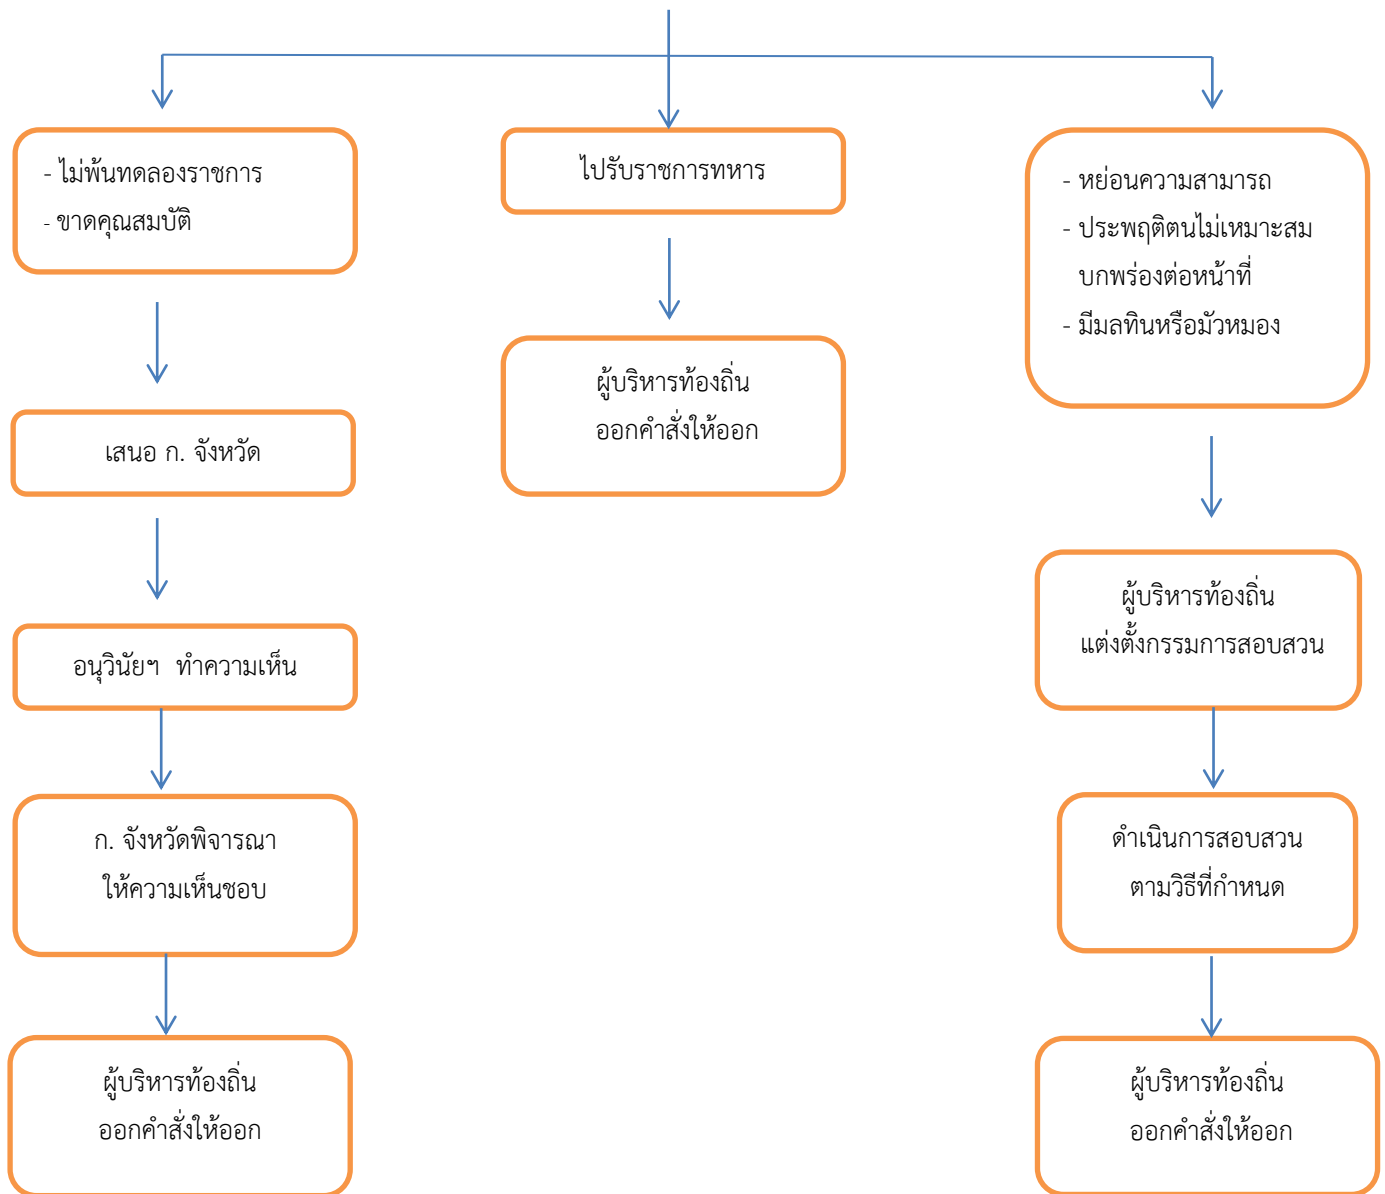 - ไม่พ้นทดลองราชการ
- ขาดคุณสมบัติ
เสนอ ก. จังหวัด
อนุวินัยฯ ทำความเห็น
ก. จังหวัดพิจารณา
ให้ความเห็นชอบ
ผู้บริหารท้องถิ่น
ออกคำสั่งให้ออก
ไปรับราชการทหาร
ผู้บริหารท้องถิ่น
ออกคำสั่งให้ออก
- หย่อนความสามารถ
- ประพฤติตนไม่เหมาะสม
บกพร่องต่อหน้าที่
- มีมลทินหรือมัวหมอง
ผู้บริหารท้องถิ่น
แต่งตั้งกรรมการสอบสวน
ดำเนินการสอบสวน
ตามวิธีที่กำหนด
ผู้บริหารท้องถิ่น
ออกคำสั่งให้ออก